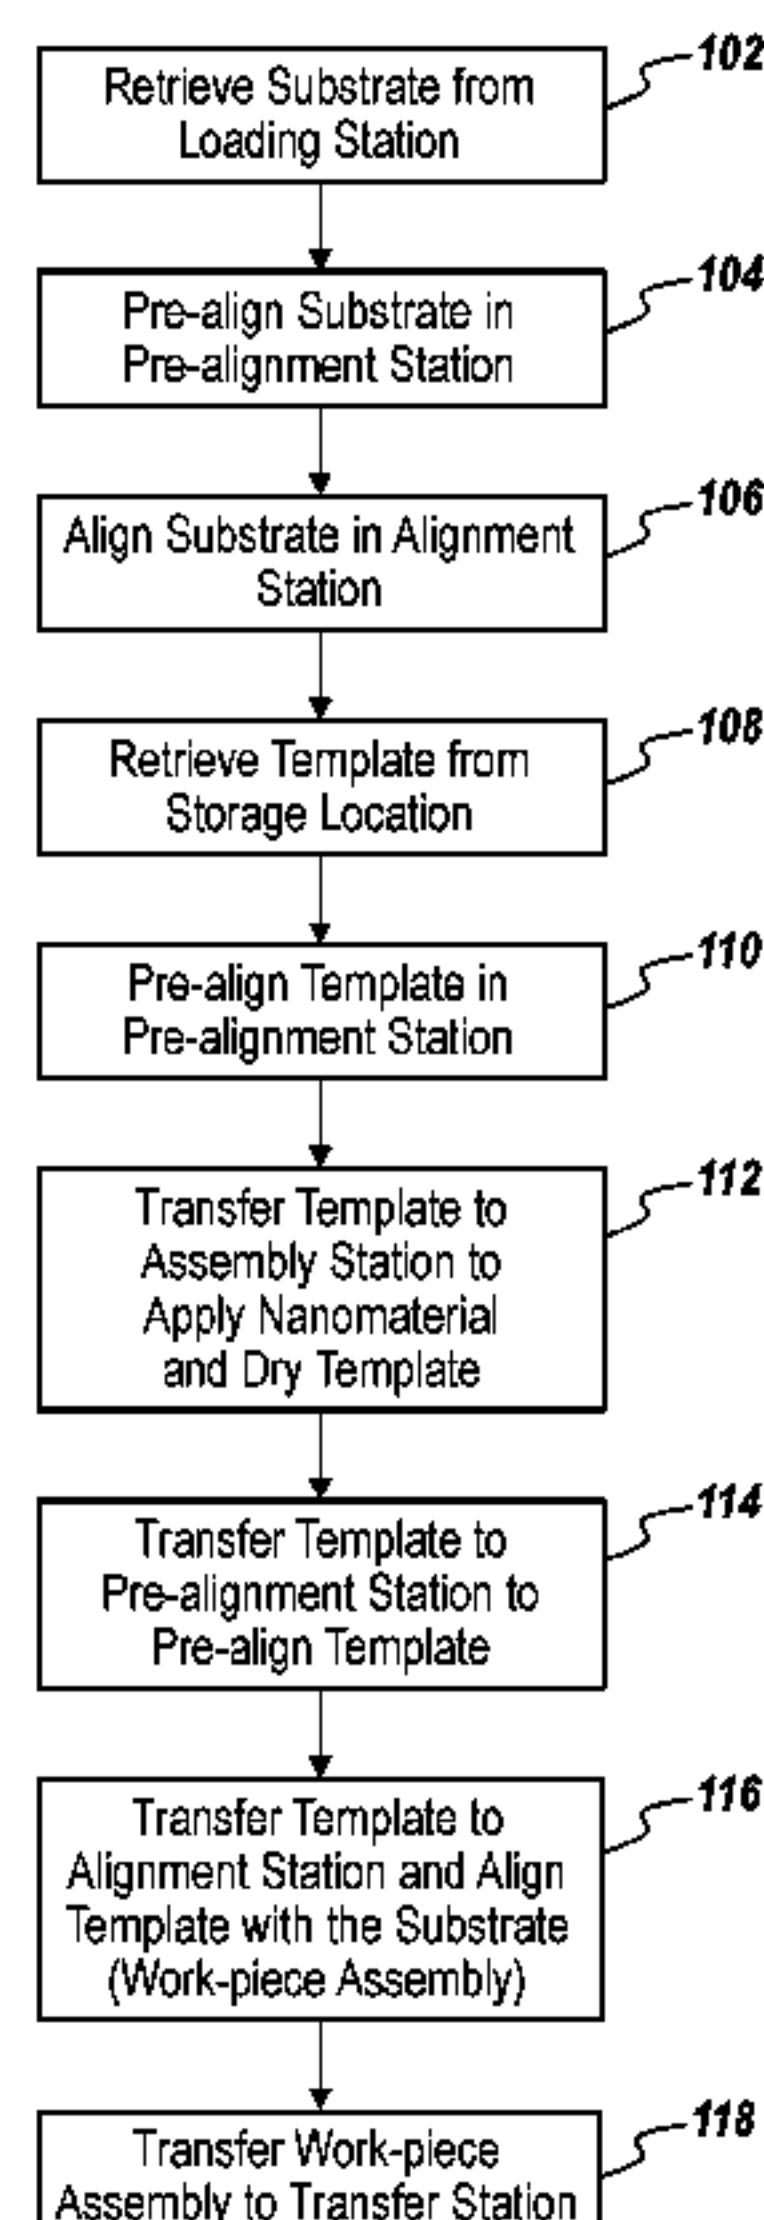 102
Retrieve Substrate from
Loading Station
104
Pre-align Substrate in
Pre-alignment Station
106
Align Substrate in Alignment
Station
108
Retrieve Template from
Storage Location
110
Pre-align Template in
Pre-alignment Station
112
Transfer Template to
Assembly Station to
Apply Nanomaterial
and Dry Template
114
Transfer Template to
Pre-alignment Station to
Pre-align Template
116
Transfer Template to
Alignment Station and Align
Template with the Substrate
(Work-piece Assembly)
118
Transfer Work-piece
Assembly to Transfer Station